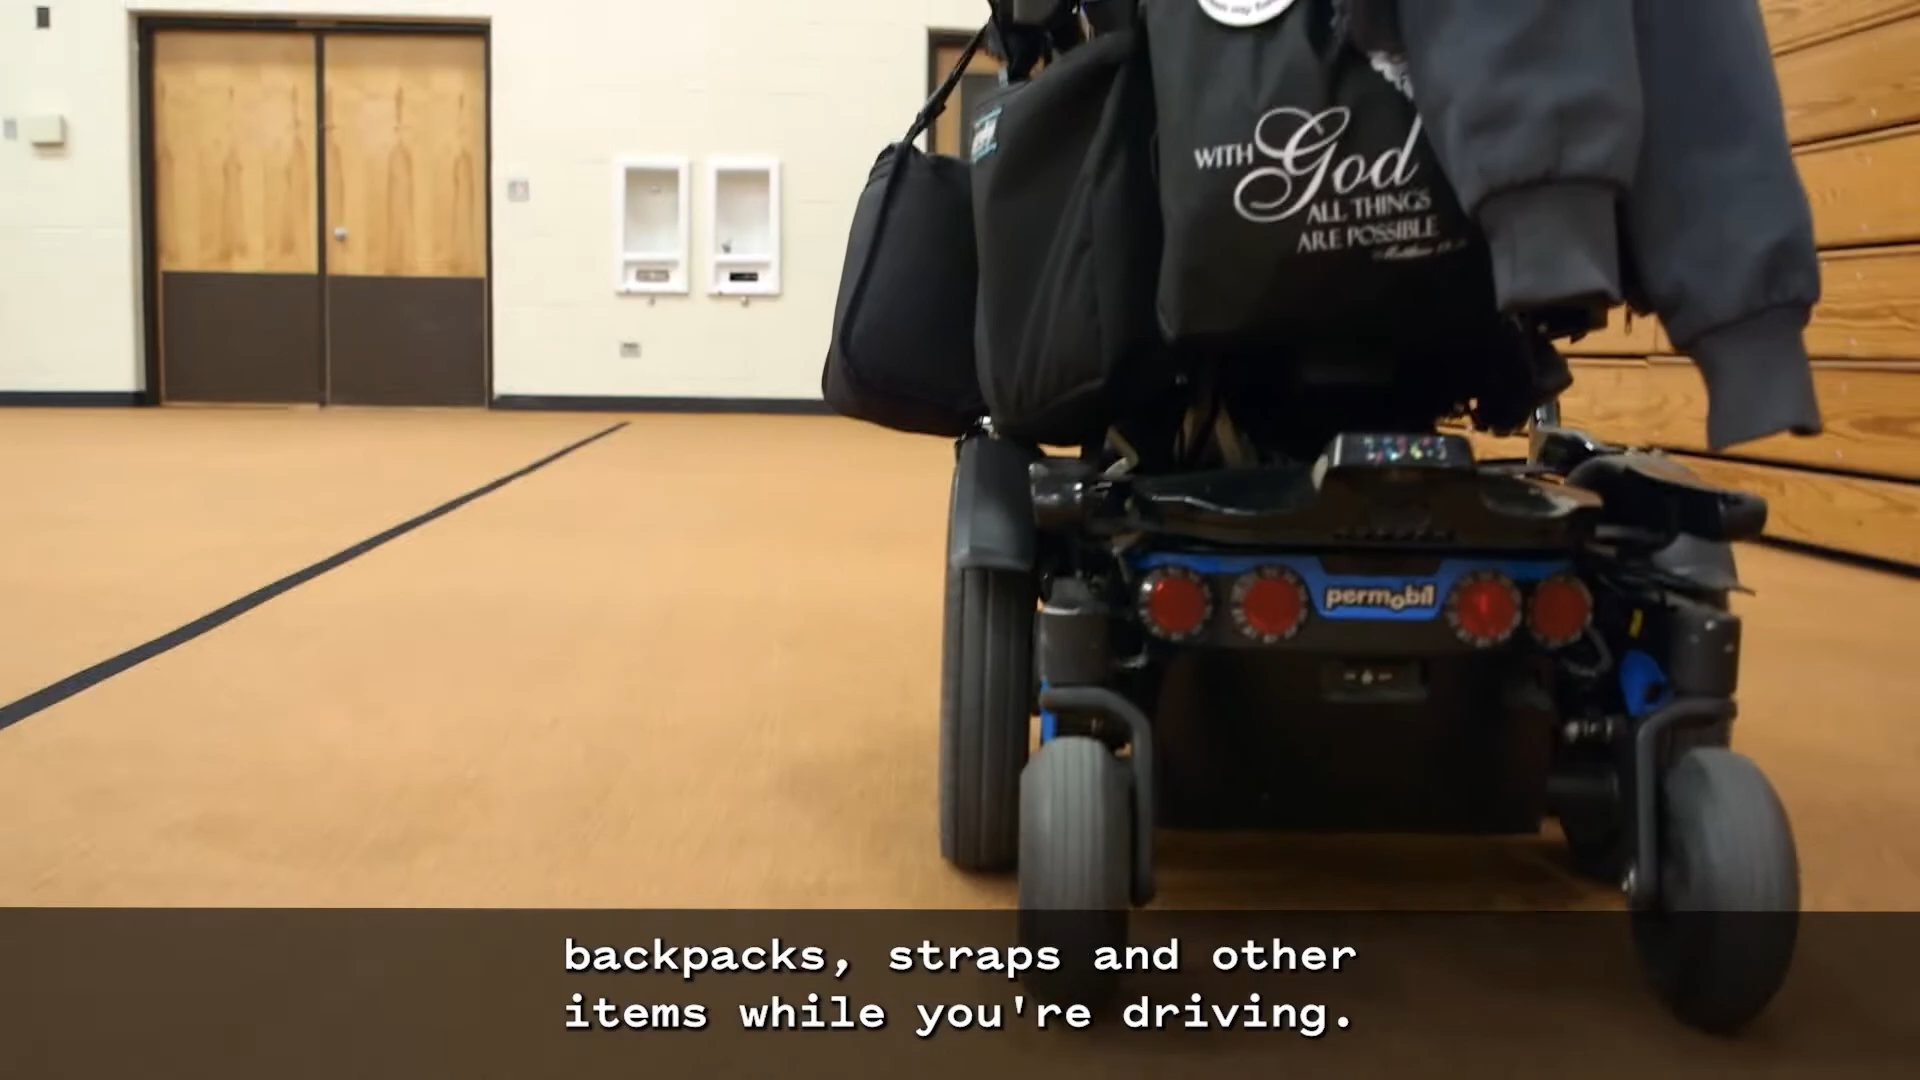 WITH God
ALL THINGS
ARE POSSIBLE
permobil
backpacks, straps and other
items while you're driving.